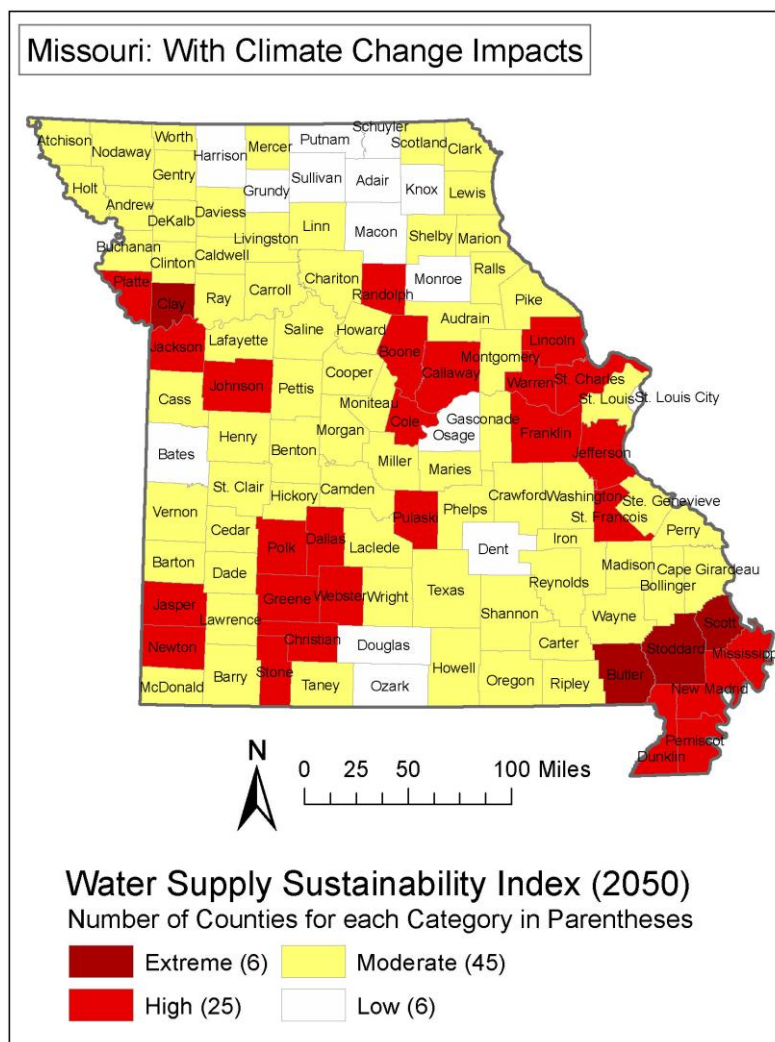 Missouri: With Climate Change Impacts
Schuyler
Putnam
Scotland
Worth
Atchison
Mercer
Clark
Nodaway
Harrison
Sullivan
Adair
Gentry
Knox
Holt
Grundy
Lewis
Andrew
DeKalb
Daviess
Linn
Macon
Shelby
Marion
Livingston
Buchanan
Clinton
Caldwell
Chariton
Monroe
Ralls
Platte
Randolph
Clay
Ray
Carroll
Pike
Audrain
Saline
Howard
Lincoln
Jackson
Lafayette
Boone
Montgomery
Callaway
Cooper
Warren
St. Charles
Johnson
Pettis
Cass
Moniteau
St. Louis
St. Louis City
Cole
Gasconade
Osage
Franklin
Morgan
Henry
Bates
Benton
Jefferson
Miller
Maries
St. Clair
Camden
Hickory
Crawford
Washington
Ste. Genevieve
Vernon
Pulaski
Phelps
St. Francois
Perry
Cedar
Dallas
Iron
Polk
Laclede
Dent
Barton
Dade
Madison
Cape Girardeau
Reynolds
Bollinger
Jasper
Greene
Webster
Wright
Texas
Lawrence
Shannon
Wayne
Scott
Newton
Christian
Douglas
Carter
Stoddard
Mississippi
Stone
Butler
Barry
Howell
McDonald
Taney
Ozark
Oregon
Ripley
New Madrid
Pemiscot
Dunklin
N
0 25 50 100 Miles
Water Supply Sustainability Index (2050)
Number of Counties for each Category in Parentheses
Extreme (6) Moderate (45)
High (25) Low (6)